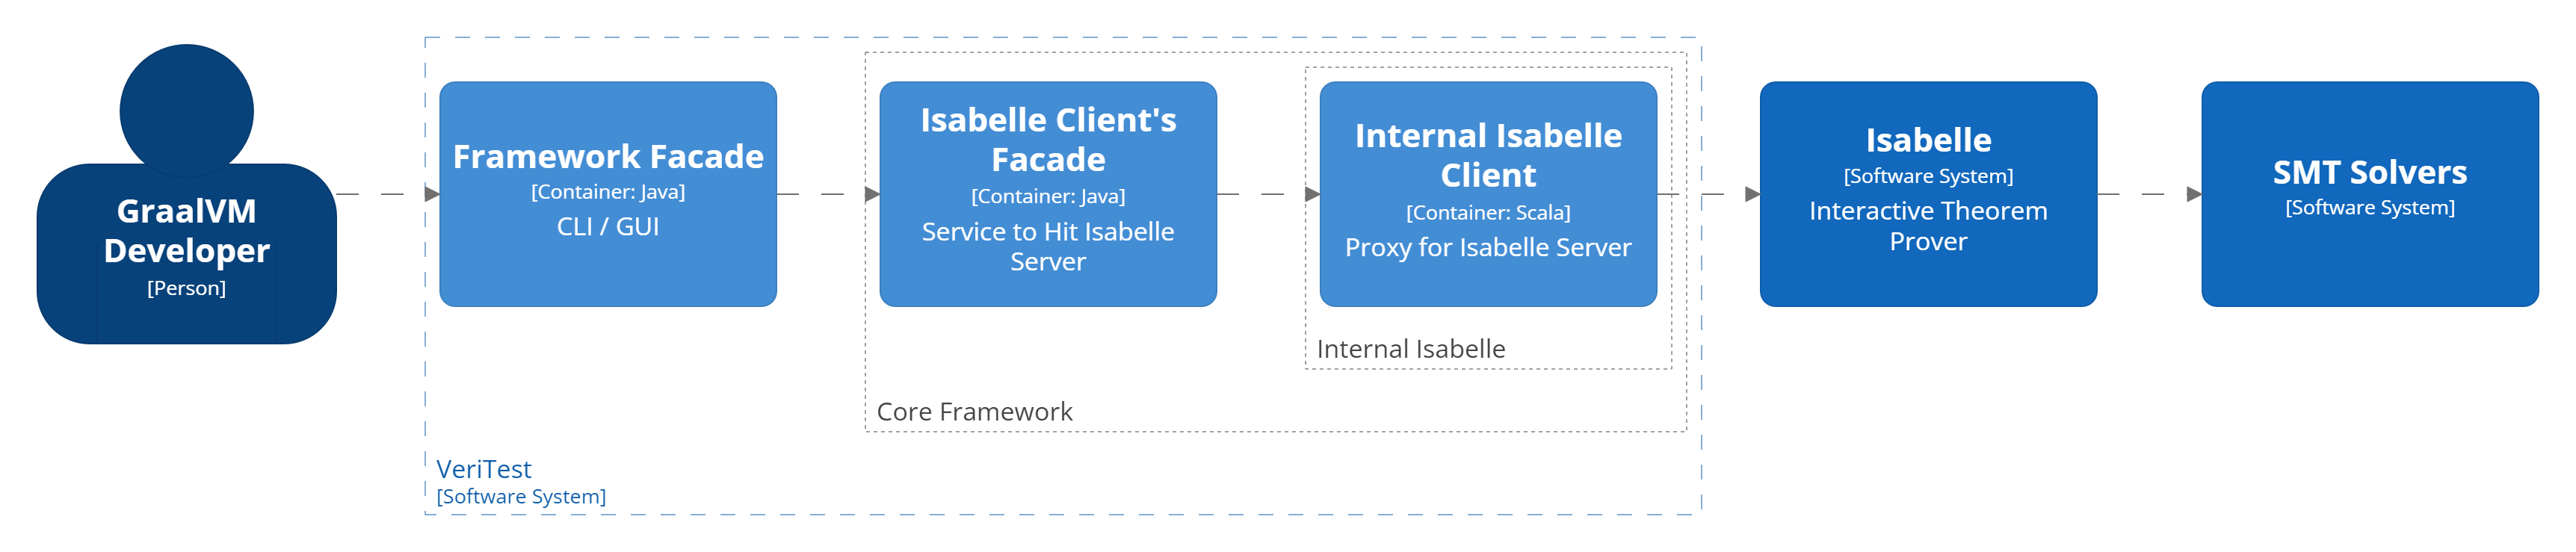 GraalVM
Developer
[Person]
Framework Facade
[Container: Java]
CLI / GUI
Isabelle Client's
Facade
[Container: Java]
Service to Hit Isabelle
Server
Internal Isabelle
Client
[Container: Scala]
Proxy for Isabelle Server
Internal Isabelle
Core Framework
VeriTest
[Software System]
Isabelle
[Software System]
Interactive Theorem
Prover
SMT Solvers
[Software System]